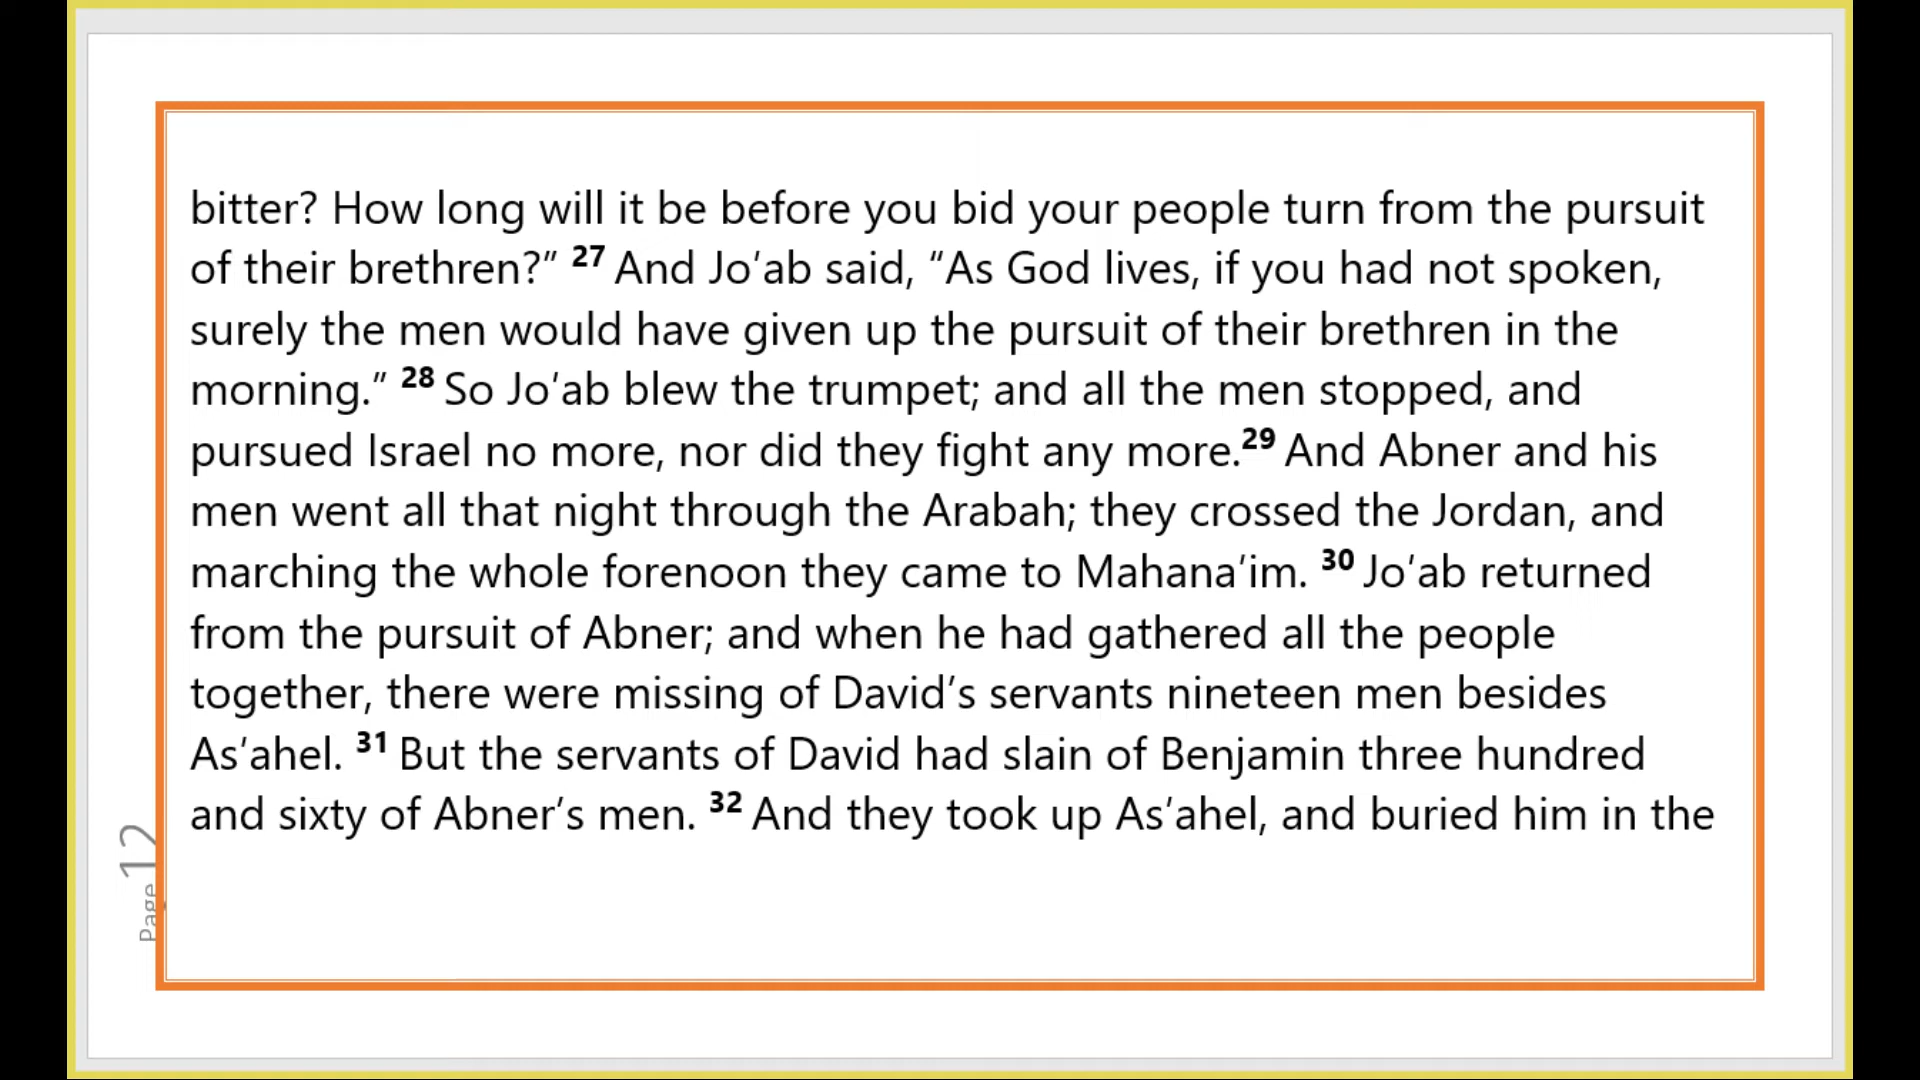 bitter? How long will it be before you bid your people turn from the pursuit
of their brethren?” 27 And Jo′ab said, “As God lives, if you had not spoken,
surely the men would have given up the pursuit of their brethren in the
morning.” 28 So Jo′ab blew the trumpet; and all the men stopped, and
pursued Israel no more, nor did they fight any more.29 And Abner and his
men went all that night through the Arabah; they crossed the Jordan, and
marching the whole forenoon they came to Mahana′im. 30 Jo′ab returned
from the pursuit of Abner; and when he had gathered all the people
together, there were missing of David’s servants nineteen men besides
As′ahel. 31 But the servants of David had slain of Benjamin three hundred
and sixty of Abner’s men. 32 And they took up As′ahel, and buried him in the
Page 12